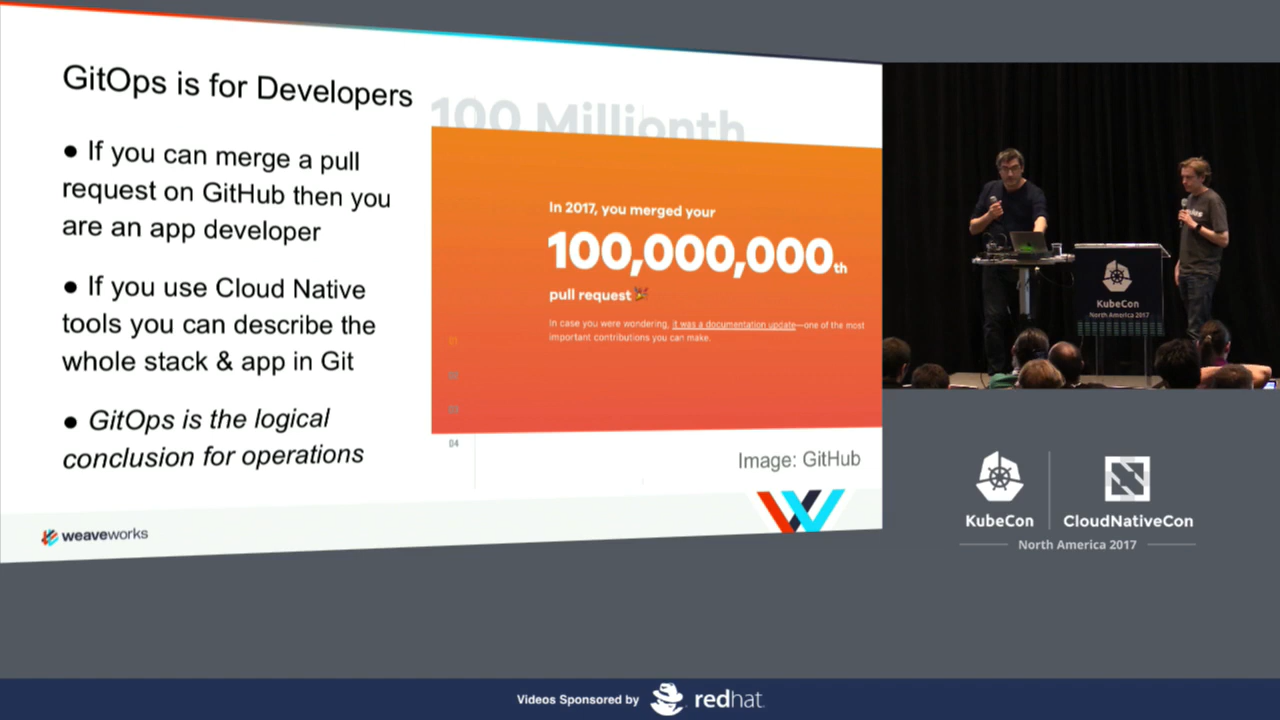 GitOps is for Developers
● If you can merge a pull
request on GitHub then you
are an app developer
● If you use Cloud Native
tools you can describe the
whole stack & app in Git
● GitOps is the logical
conclusion for operations
weaveworks
100 Millionth
In 2017, you merged your
100,000,000th
pull request
In case you were wondering, it was a documentation update—one of the most
important contributions you can make.
01
02
03
04
Image: GitHub
KubeCon
North America 2017
KubeCon
CloudNativeCon
North America 2017
Videos Sponsored by
redhat.